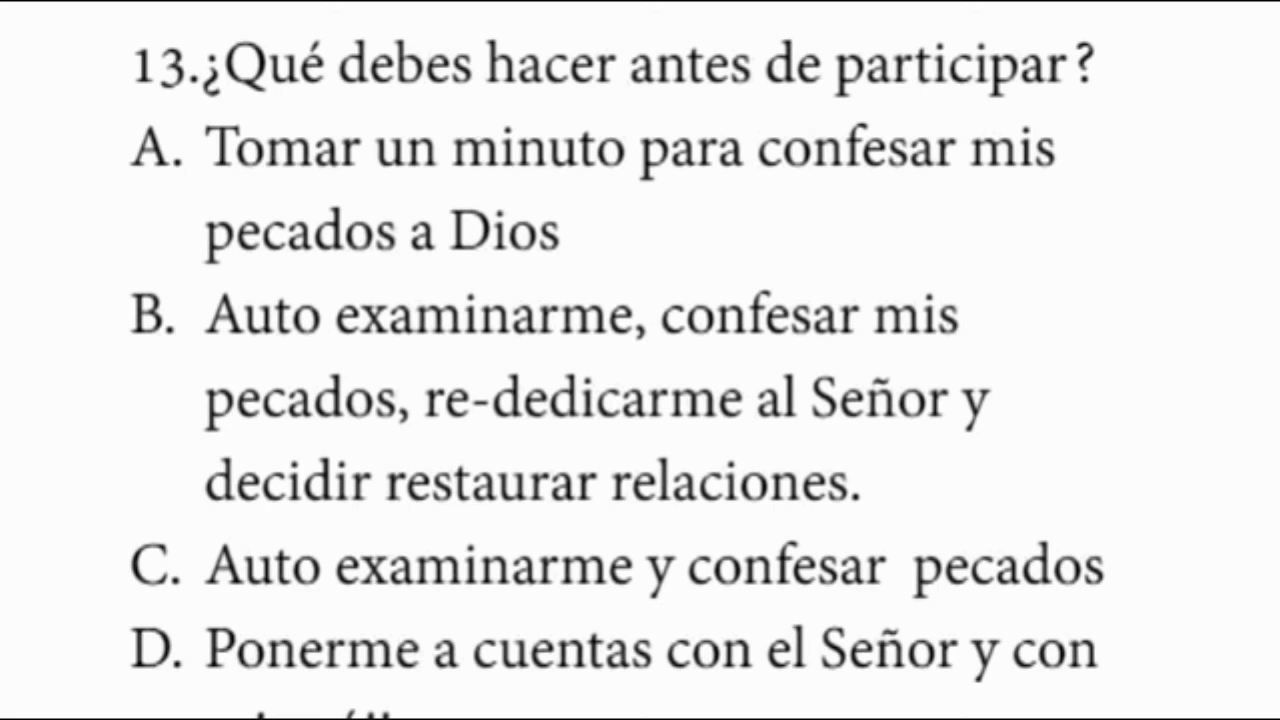 13.¿Qué debes hacer antes de participar?
A. Tomar un minuto para confesar mis
pecados a Dios
B. Auto examinarme, confesar mis
pecados, re-dedicarme al Señor y
decidir restaurar relaciones.
C. Auto examinarme y confesar pecados
D. Ponerme a cuentas con el Señor y con